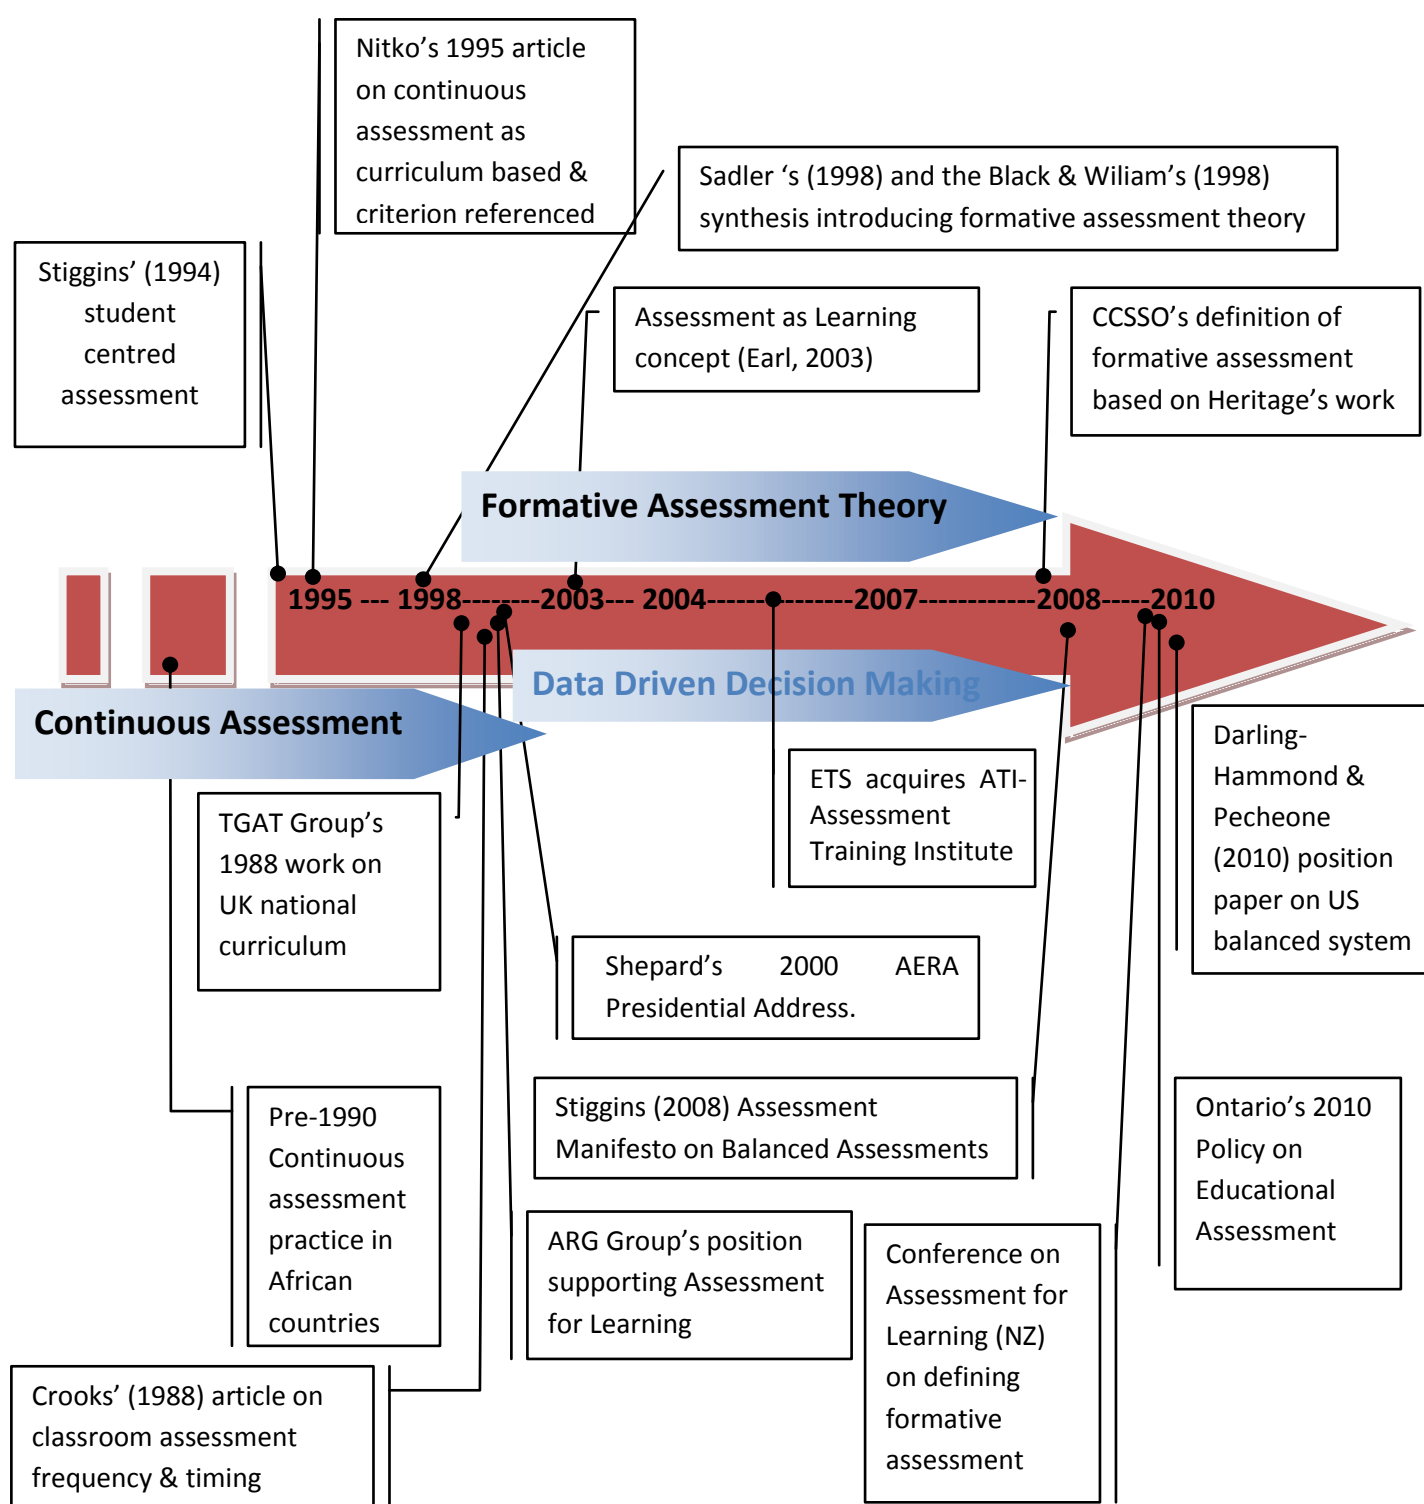 Nitko’s 1995 article
on continuous
assessment as
curriculum based &
criterion referenced
Sadler ‘s (1998) and the Black & Wiliam’s (1998)
synthesis introducing formative assessment theory
Stiggins’ (1994)
student
centred
assessment
Assessment as Learning
concept (Earl, 2003)
CCSSO’s definition of
formative assessment
based on Heritage’s work
Formative Assessment Theory
1995 --- 1998--------2003--- 2004---------------2007------------2008-----2010
Data Driven Decision Making
Continuous Assessment
TGAT Group’s
1988 work on
UK national
curriculum
ETS acquires ATI-
Assessment
Training Institute
Darling-
Hammond &
Pecheone
(2010) position
paper on US
balanced system
Shepard’s 2000 AERA
Presidential Address.
Stiggins (2008) Assessment
Manifesto on Balanced Assessments
Pre-1990
Continuous
assessment
practice in
African
countries
Ontario’s 2010
Policy on
Educational
Assessment
ARG Group’s position
supporting Assessment
for Learning
Conference on
Assessment for
Learning (NZ)
on defining
formative
assessment
Crooks’ (1988) article on
classroom assessment
frequency & timing